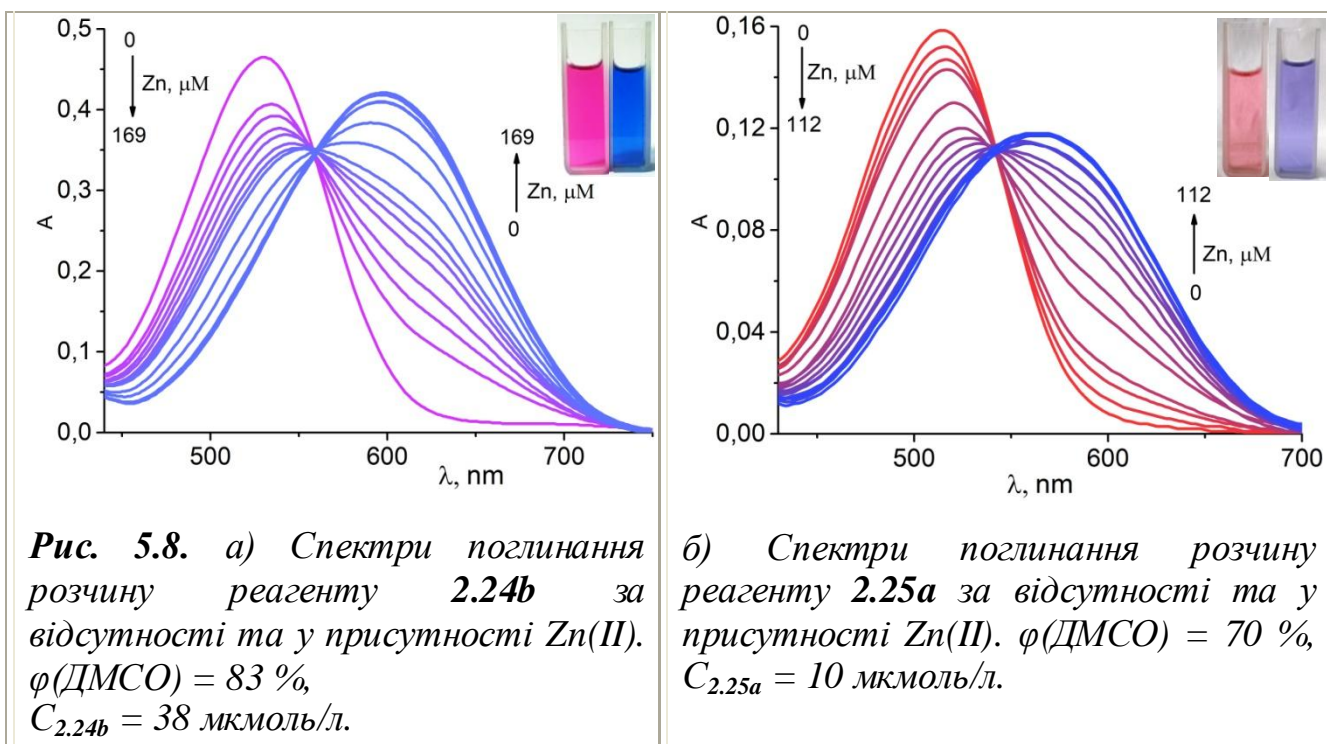 0,5
0,4
0,3
0,2
0,1
0,0
A
0
Zn, μM
169
169
Zn, μM
0
500
600
700
λ, nm
0,16
0,12
0,08
0,04
0,00
A
0
Zn, μM
112
112
Zn, μM
0
500
600
700
λ, nm
Рис. 5.8. а) Спектри поглинання
розчину реагенту 2.24b за
відсутності та у присутності Zn(II).
φ(ДМСО) = 83 %,
C2.24b = 38 мкмоль/л.
б) Спектри поглинання розчину
реагенту 2.25a за відсутності та у
присутності Zn(II). φ(ДМСО) = 70 %,
C2.25a = 10 мкмоль/л.